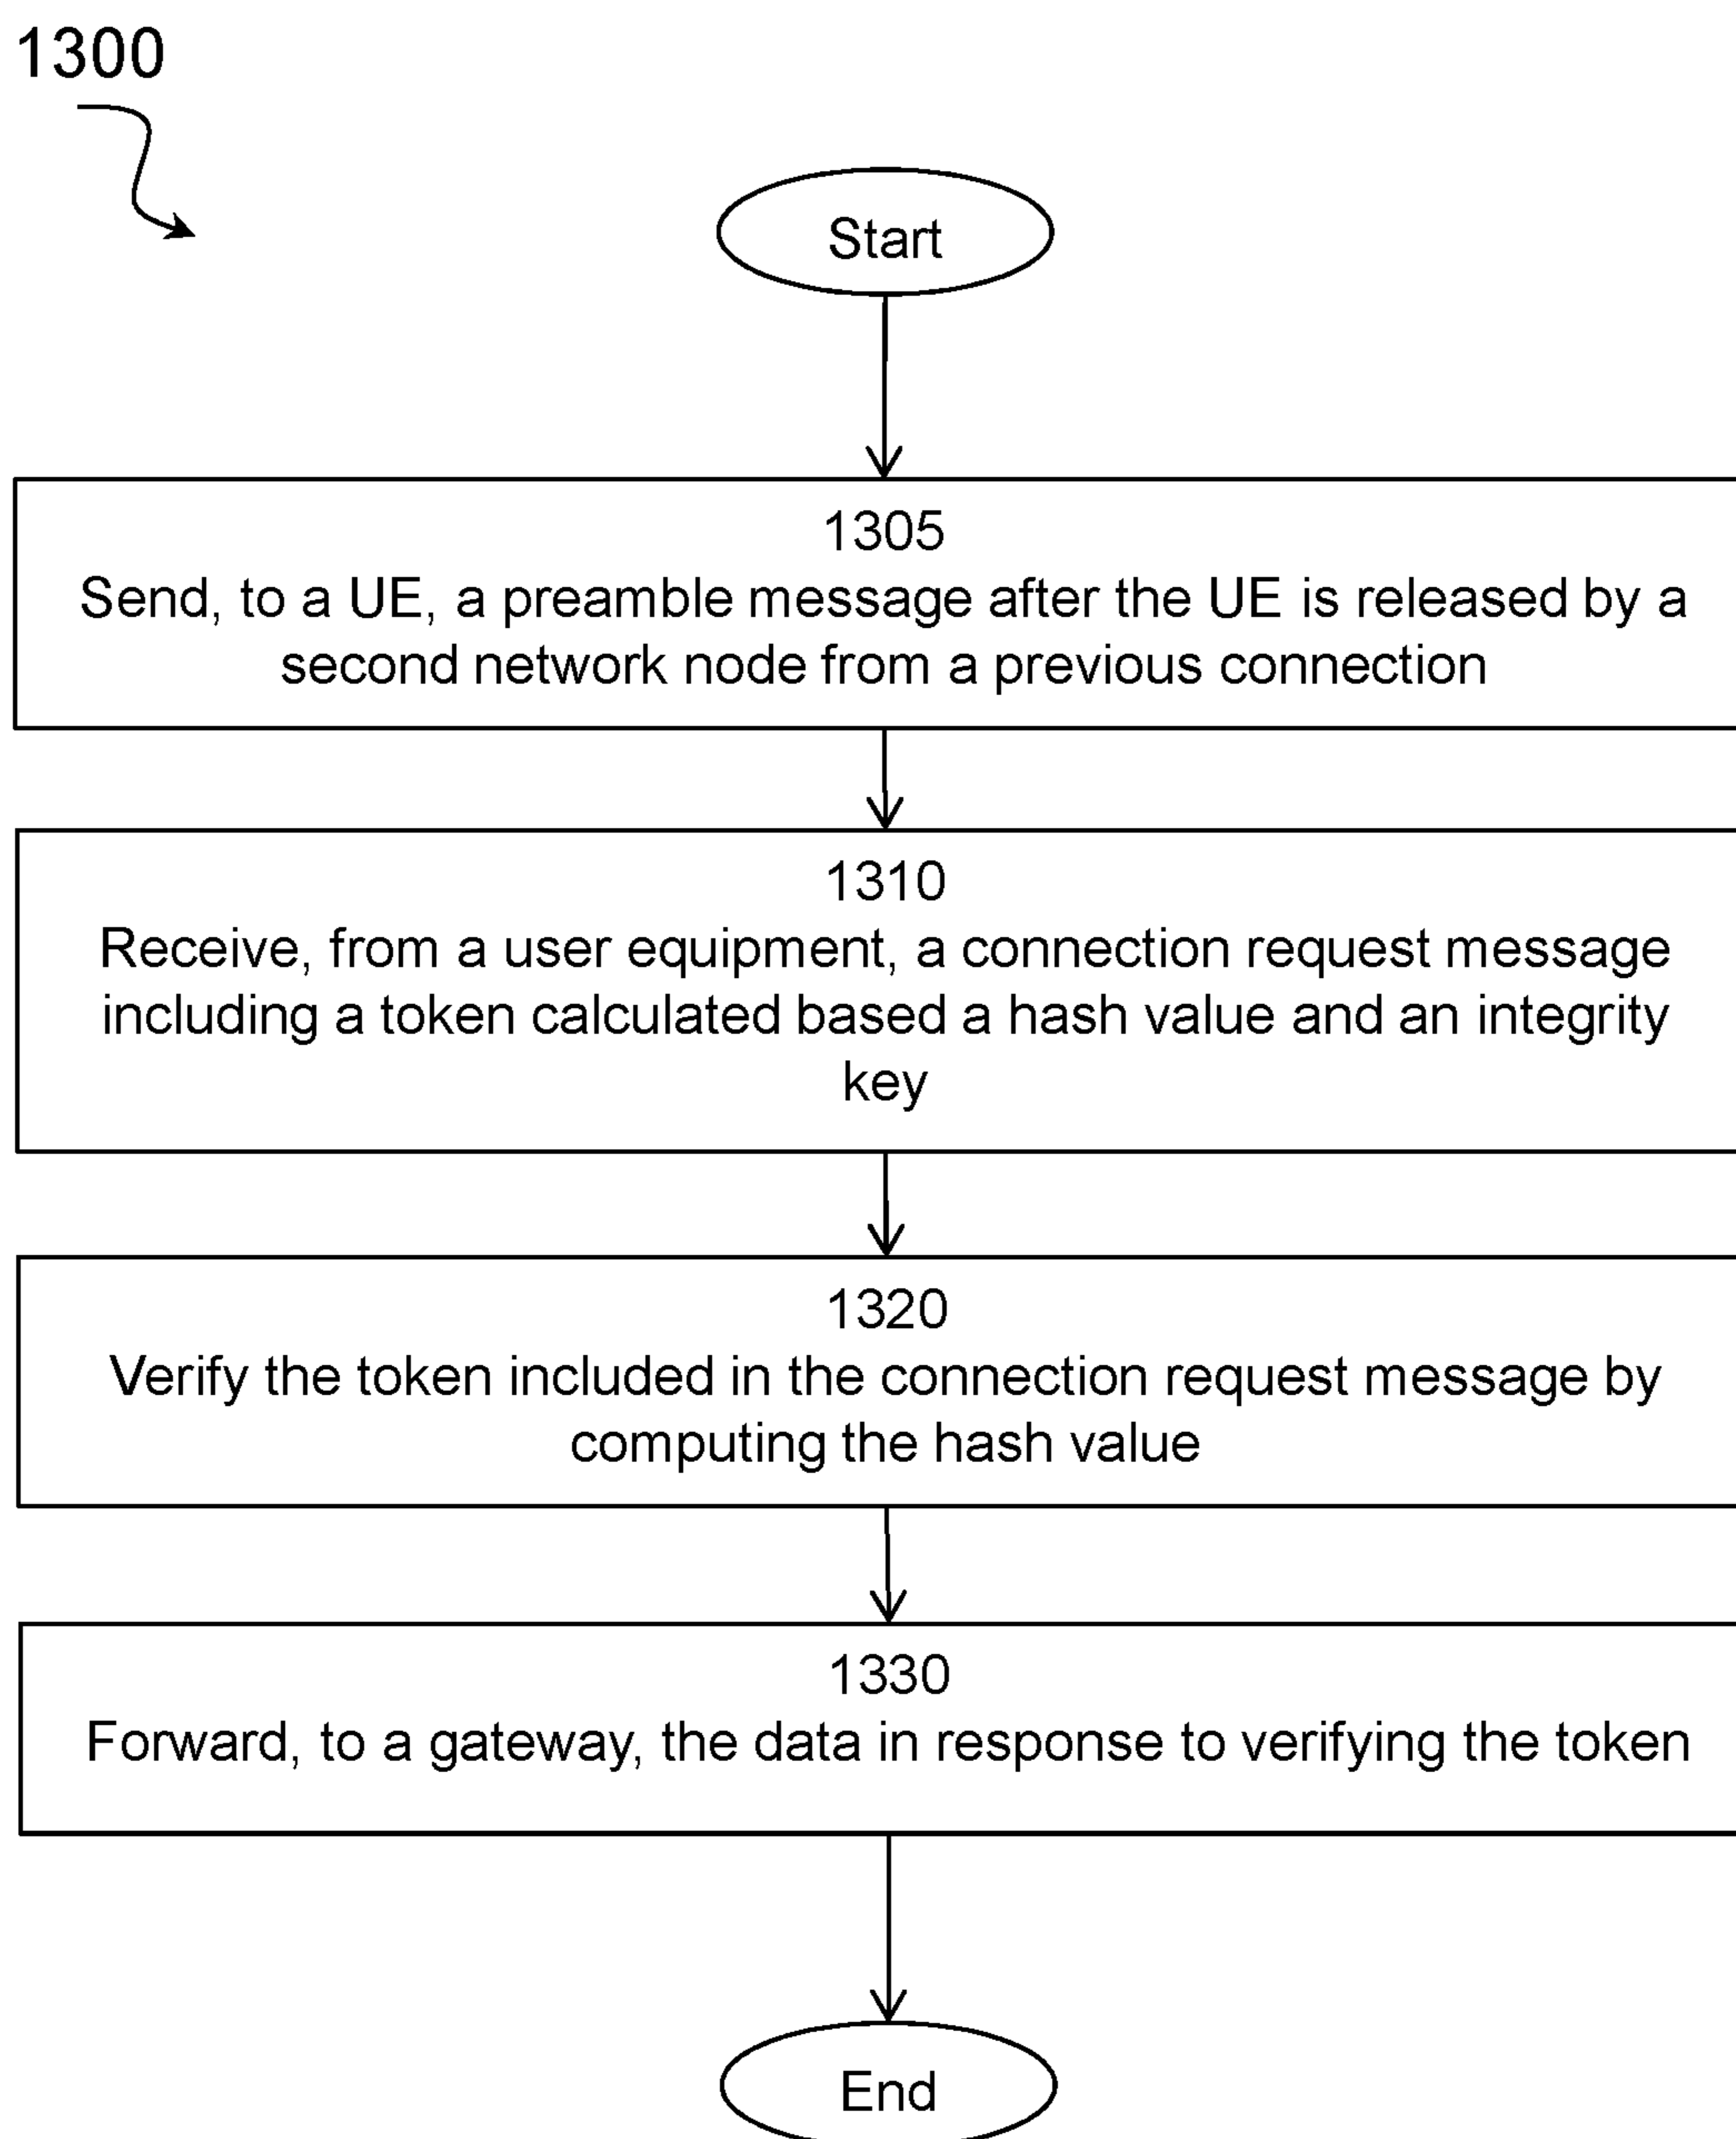 1300
Start
1305
Send, to a UE, a preamble message after the UE is released by a
second network node from a previous connection
1310
Receive, from a user equipment, a connection request message
including a token calculated based a hash value and an integrity
key
1320
Verify the token included in the connection request message by
computing the hash value
1330
Forward, to a gateway, the data in response to verifying the token
End